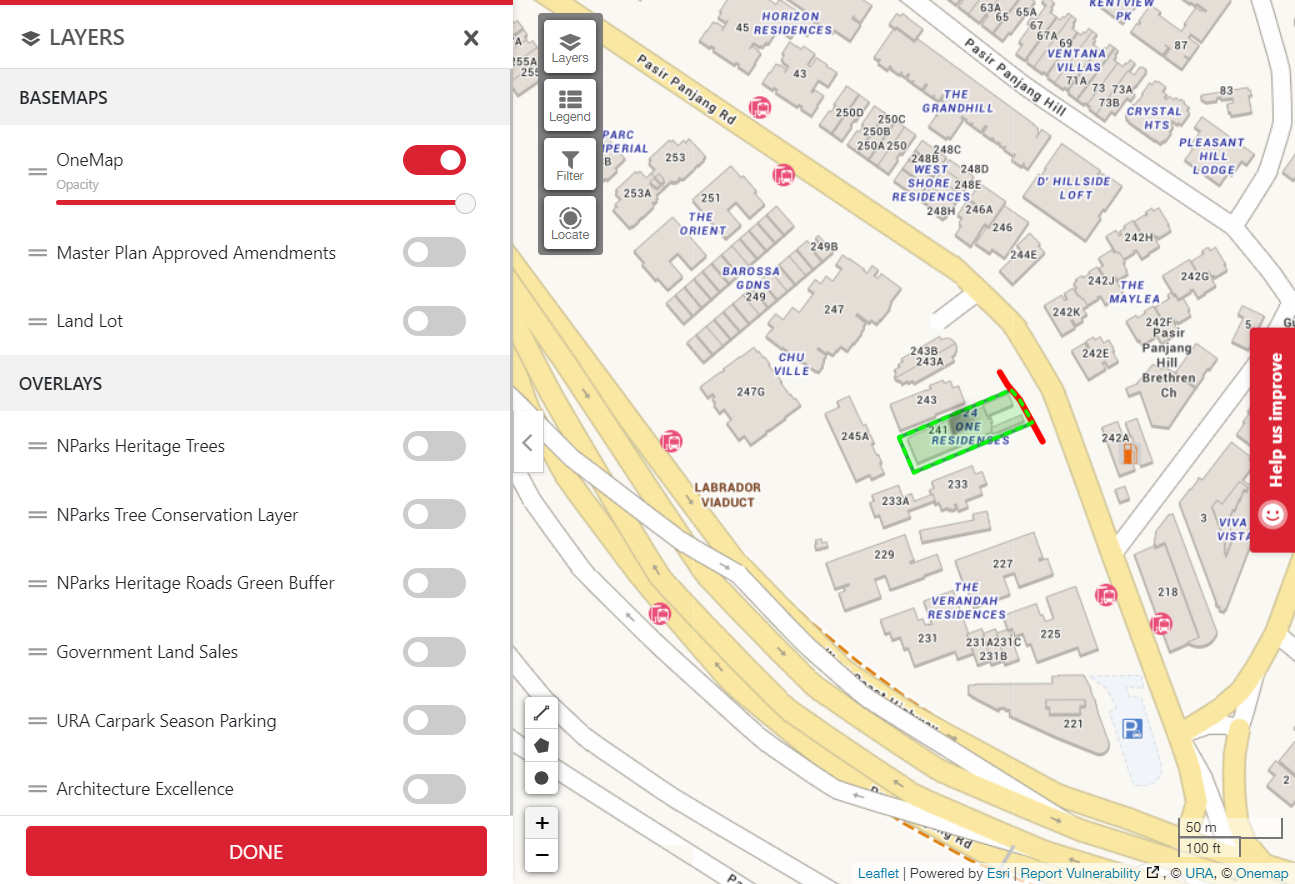 LAYERS
BASEMAPS
OneMap
Opacity
Master Plan Approved Amendments
Land Lot
OVERLAYS
NParks Heritage Trees
NParks Tree Conservation Layer
NParks Heritage Roads Green Buffer
Government Land Sales
URA Carpark Season Parking
Architecture Excellence
DONE
Layers
Legend
Filter
Locate
HORIZON
RESIDENCES
45
43
63A
65
65A
67
67A
69
VENTANA
VILLAS
71A
73
73A
73B
KENTVIEW
PK
87
83
CRYSTAL
HTS
PLEASANT
HILL
LODGE
Pasir Panjang Rd
Pasir Panjang Hill
THE
GRANDHILL
250D
250C
250B
250A
250
248C
248B
248D
WEST
SHORE
RESIDENCES
248E
248H
246A
246
244E
D' HILLSIDE
LOFT
255A
253
253A
251
THE
ORIENT
249B
BAROSSA
GDNS
249
247
CHU
VILLE
247G
243B
243A
243
241
ONE
RESIDENCES
245A
233
233A
242H
242J
242G
THE
MAYLEA
242K
242F
242E
Pasir
Panjang
Hill
Brethren
Ch
5
242A
3
VIVA
VISTA
218
LABRADOR
VIADUCT
229
227
THE
VERANDAH
RESIDENCES
231
231A
231C
231B
225
221
2
P
Help us improve
+
−
50 m
100 ft
Leaflet | Powered by Esri | Report Vulnerability , © URA, © Onemap